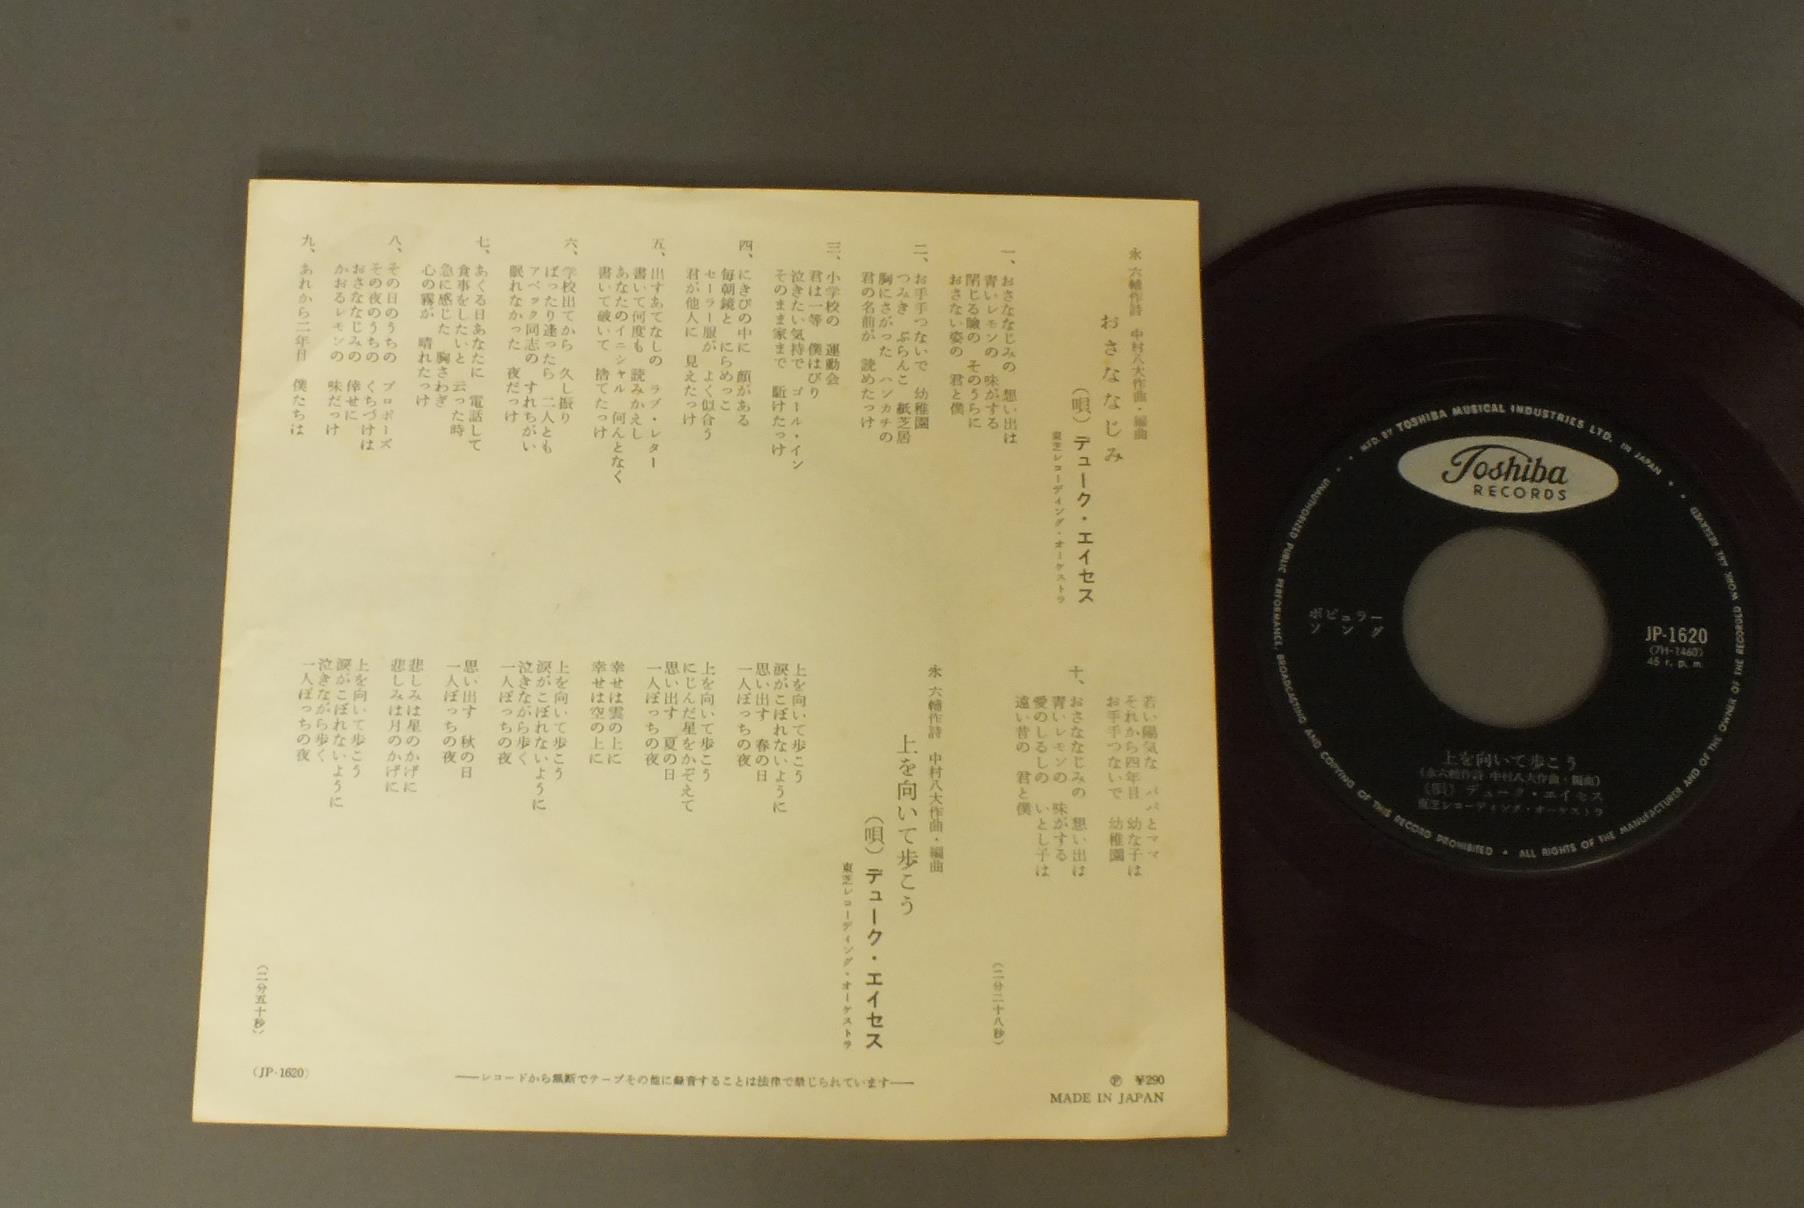 永 六輔作詩　中村八大作曲・編曲
おさななじみ
（唄）デューク・エイセス
東芝レコーディング・オーケストラ
一、おさななじみの　想い出は
青いレモンの　味がする
閉じる瞼の　そのうらに
おさない姿の　君と僕
二、お手手つないで　幼稚園
つみき　ぶらんこ　紙芝居
胸にさがった　ハンカチの
君の名前が　読めたっけ
三、小学校の　運動会
君は一等　僕はびり
泣きたい気持で　ゴール・イン
そのまま家まで　駈けたっけ
四、にきびの中に　顔がある
毎朝鏡と　にらめっこ
セーラー服が　よく似合う
君が他人に　見えたっけ
五、出すあてなしの　ラブ・レター
書いて何度も　読みかえし
あなたのイニシャル　何んとなく
書いて破いて　捨てたっけ
六、学校出てから　久し振り
ばったり逢ったら　二人とも
アベック同志の　すれちがい
眠れなかった　夜だっけ
七、あくる日あなたに　電話して
食事をしたいと　云った時
急に感じた　胸さわぎ
心の霧が　晴れたっけ
八、その日のうちの　プロポーズ
その夜のうちの　くちづけは
おさななじみの　倖せに
かおるレモンの　味だっけ
九、あれから二年目　僕たちは
若い陽気な　パパとママ
それから四年目　幼な子は
お手手つないで　幼稚園
十、おさななじみの　想い出は
青いレモンの　味がする
愛のしるしの　いとし子は
遠い昔の　君と僕
（二分二十八秒）
永 六輔作詩　中村八大作曲・編曲
上を向いて歩こう
（唄）デューク・エイセス
東芝レコーディング・オーケストラ
上を向いて歩こう
涙がこぼれないように
思い出す　春の日
一人ぼっちの夜
上を向いて歩こう
にじんだ星をかぞえて
思い出す　夏の日
一人ぼっちの夜
幸せは雲の上に
幸せは空の上に
上を向いて歩こう
涙がこぼれないように
泣きながら歩く
一人ぼっちの夜
思い出す　秋の日
一人ぼっちの夜
悲しみは星のかげに
悲しみは月のかげに
上を向いて歩こう
涙がこぼれないように
泣きながら歩く
一人ぼっちの夜
（二分五十秒）
(JP-1620)
――レコードから無断でテープその他に録音することは法律で禁じられています――
Ⓟ ¥290
MADE IN JAPAN
MFD. BY TOSHIBA MUSICAL INDUSTRIES LTD. IN JAPAN
Toshiba
RECORDS
ポピュラー
ソング
JP-1620
(7H-1460)
45 r. p. m.
上を向いて歩こう
(永六輔作詩 中村八大作曲・編曲)
(唄) デューク・エイセス
東芝レコーディング・オーケストラ
ALL RIGHTS OF THE MANUFACTURER AND OF THE OWNER OF THE RECORDED WORK ARE RESERVED
UNAUTHORIZED PUBLIC PERFORMANCE, BROADCASTING AND COPYING OF THIS RECORD PROHIBITED